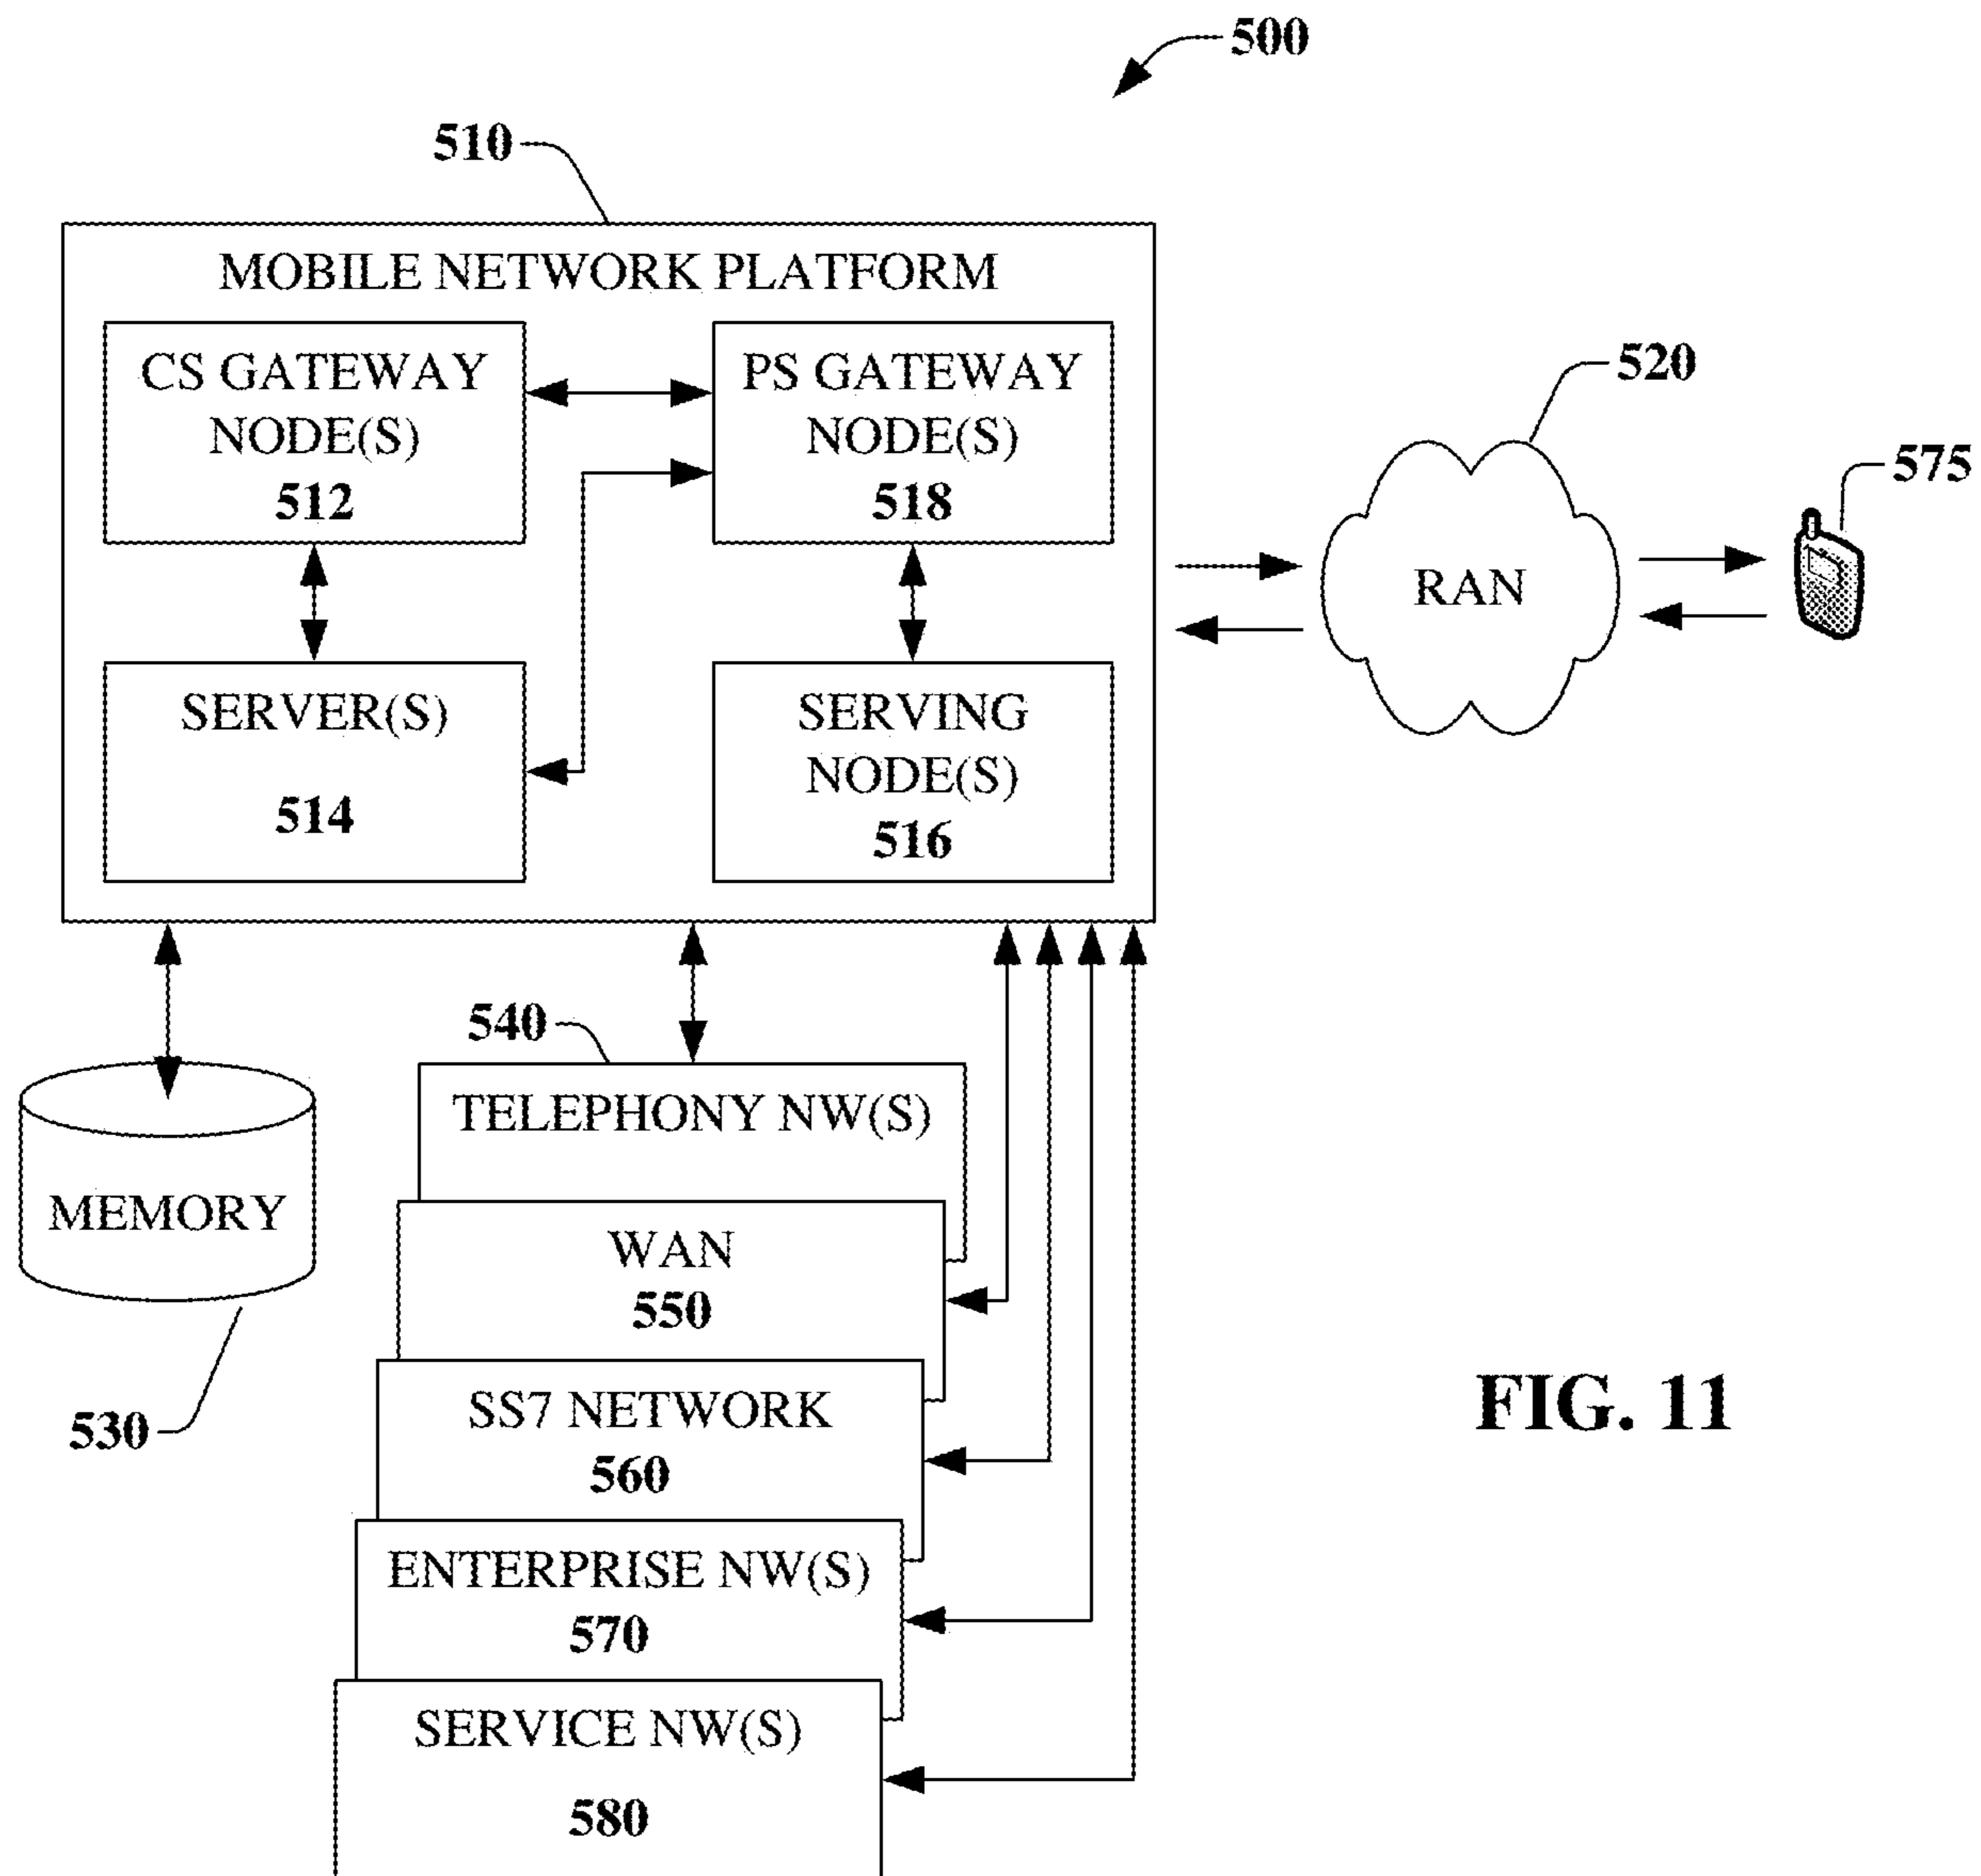 500
510
MOBILE NETWORK PLATFORM
CS GATEWAY
NODE(S)
512
PS GATEWAY
NODE(S)
518
SERVER(S)
514
SERVING
NODE(S)
516
520
RAN
575
540
TELEPHONY NW(S)
MEMORY
530
WAN
550
SS7 NETWORK
560
ENTERPRISE NW(S)
570
SERVICE NW(S)
580
FIG. 11